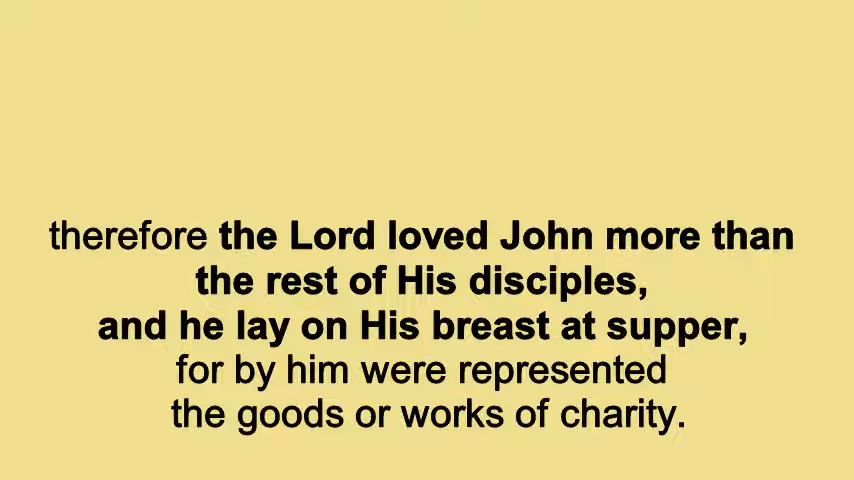 therefore the Lord loved John more than
the rest of His disciples,
and he lay on His breast at supper,
for by him were represented
the goods or works of charity.